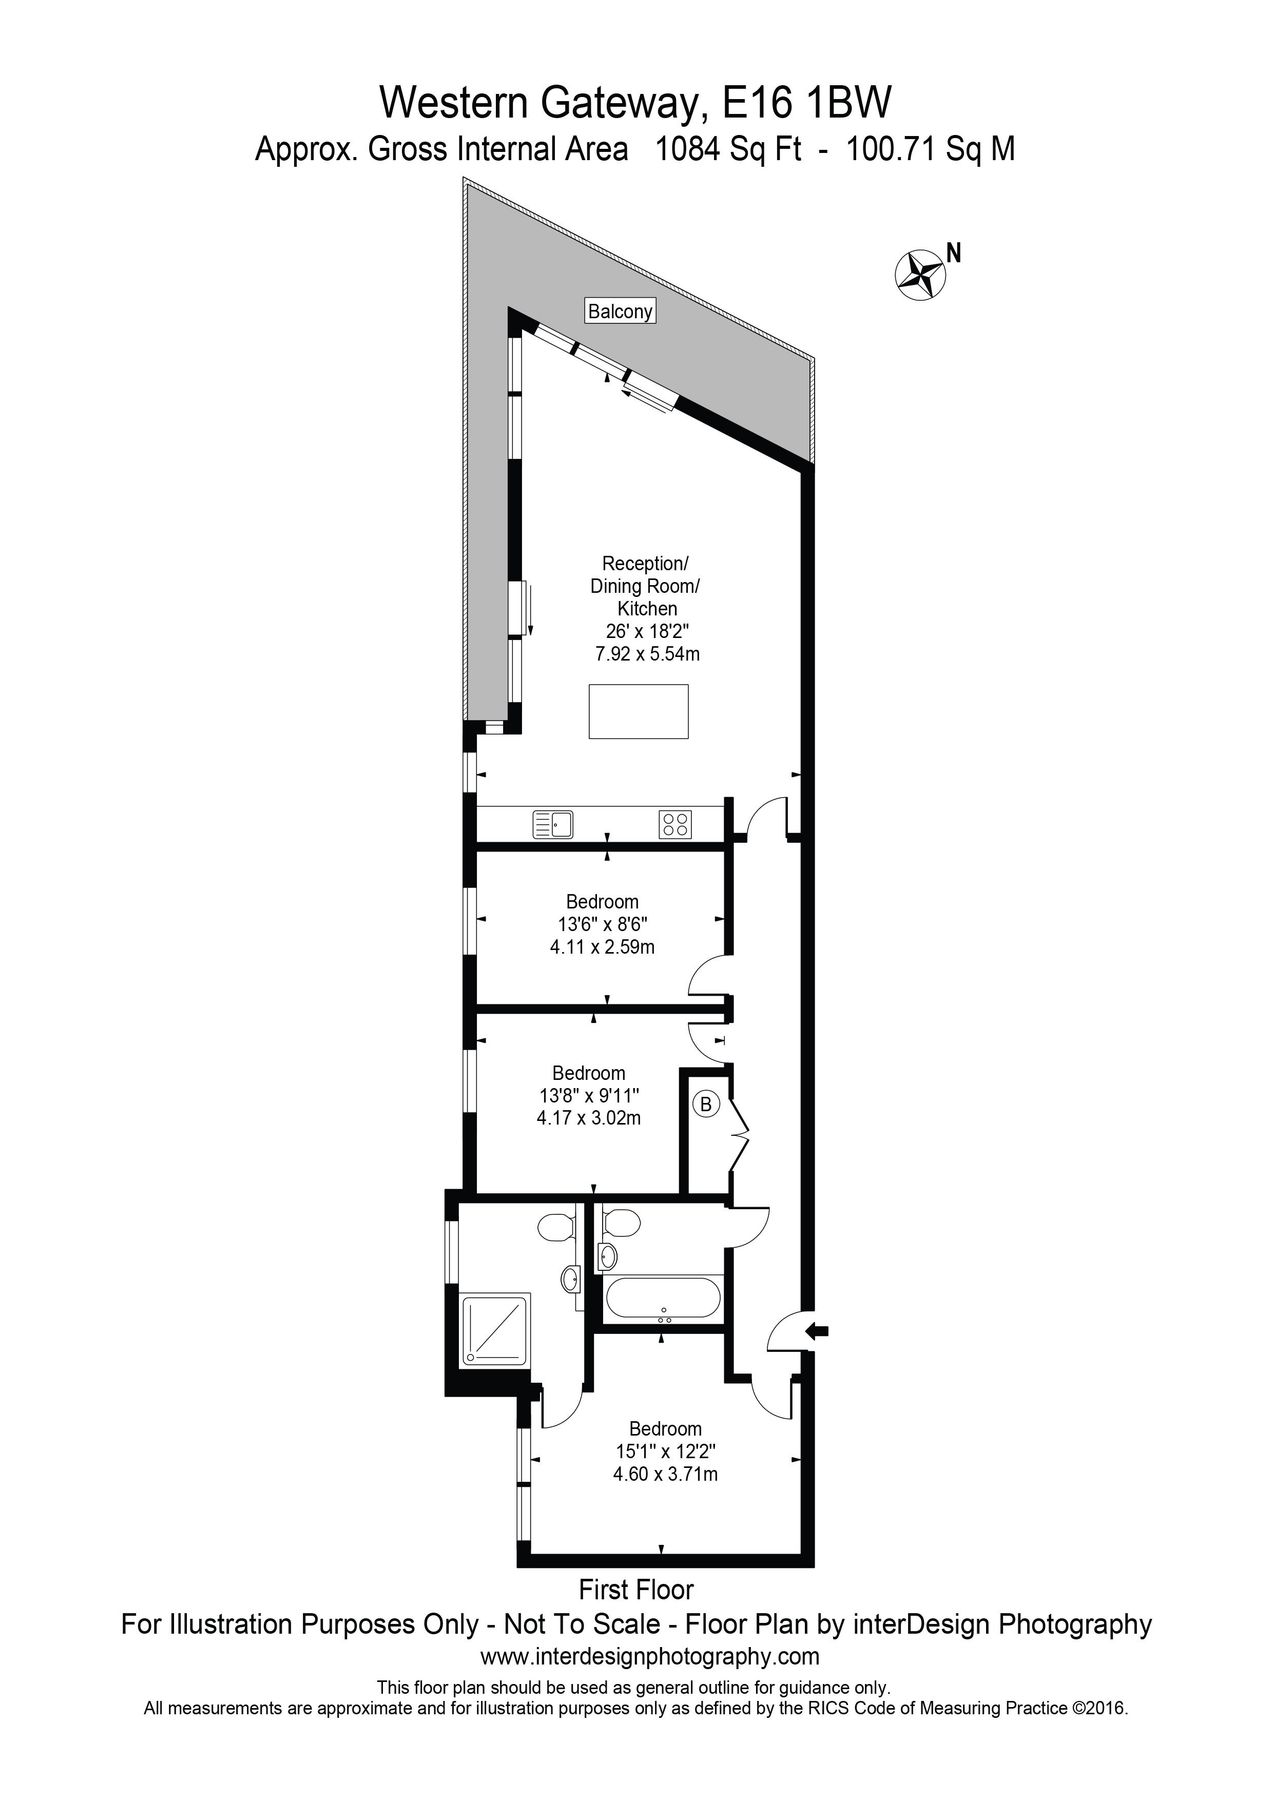 Western Gateway, E16 1BW
Approx. Gross Internal Area 1084 Sq Ft - 100.71 Sq M
N
Balcony
Reception/
Dining Room/
Kitchen
26' x 18'2"
7.92 x 5.54m
Bedroom
13'6" x 8'6"
4.11 x 2.59m
Bedroom
13'8" x 9'11"
4.17 x 3.02m
B
Bedroom
15'1" x 12'2"
4.60 x 3.71m
First Floor
For Illustration Purposes Only - Not To Scale - Floor Plan by interDesign Photography
www.interdesignphotography.com
This floor plan should be used as general outline for guidance only.
All measurements are approximate and for illustration purposes only as defined by the RICS Code of Measuring Practice ©2016.